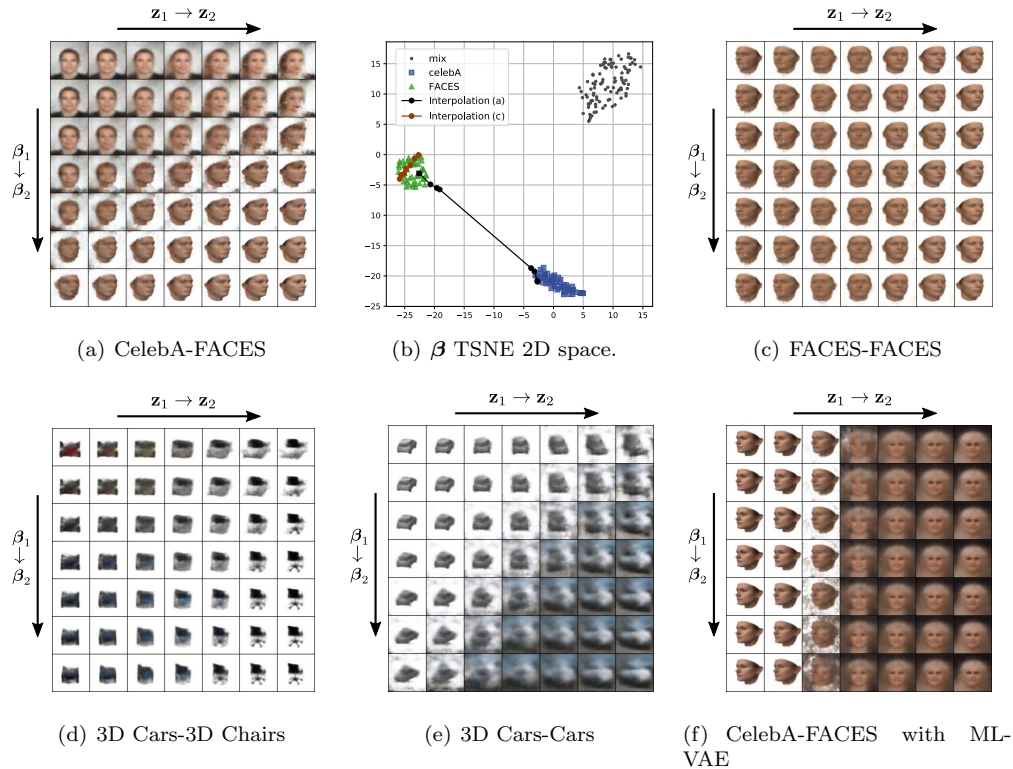 z₁ → z₂
β₁ → β₂
(a) CelebA-FACES
mix
celebA
FACES
Interpolation (a)
Interpolation (c)
15
10
5
0
−5
15
−15
−20
−25
−25 −20 −15 −10 −5 0 5 10 15
(b) β TSNE 2D space.
z₁ → z₂
β₁ → β₂
(c) FACES-FACES
z₁ → z₂
β₁ → β₂
(d) 3D Cars-3D Chairs
z₁ → z₂
β₁ → β₂
(e) 3D Cars-Cars
z₁ → z₂
β₁ → β₂
(f) CelebA-FACES with ML-
VAE